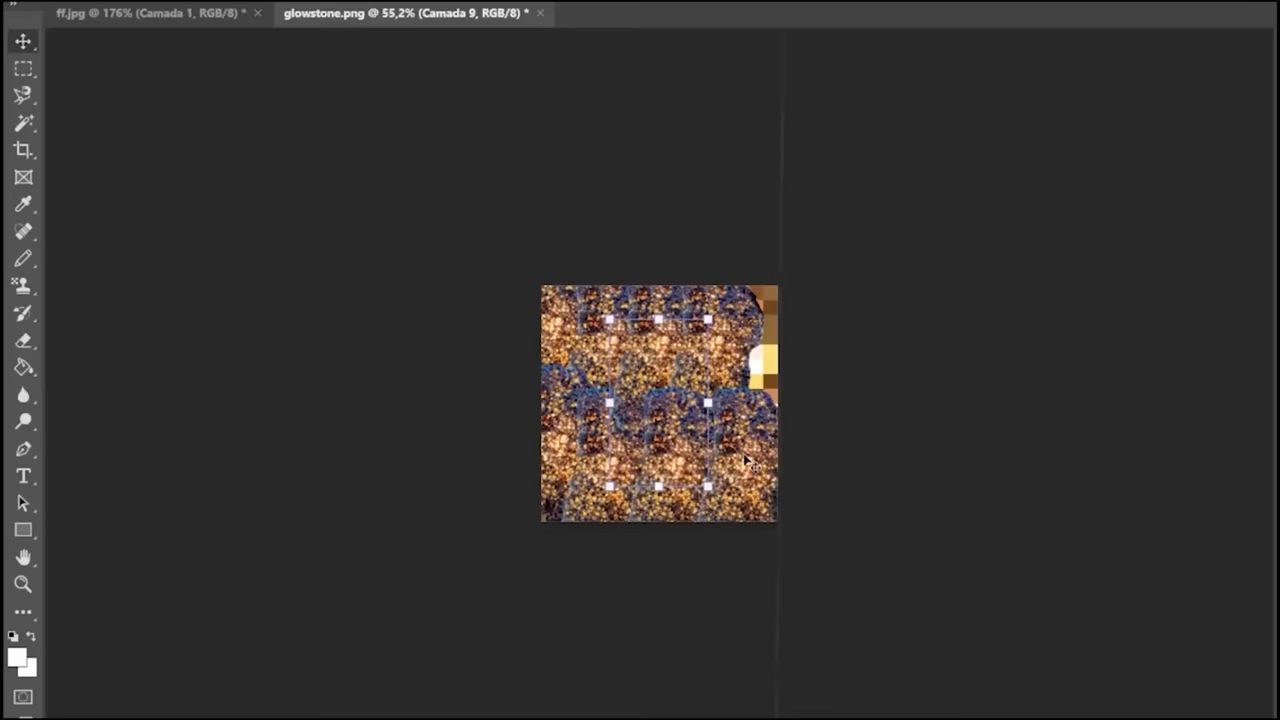 ff.jpg @ 176% (Camada 1, RGB/8) *
glowstone.png @ 55,2% (Camada 9, RGB/8) *
T